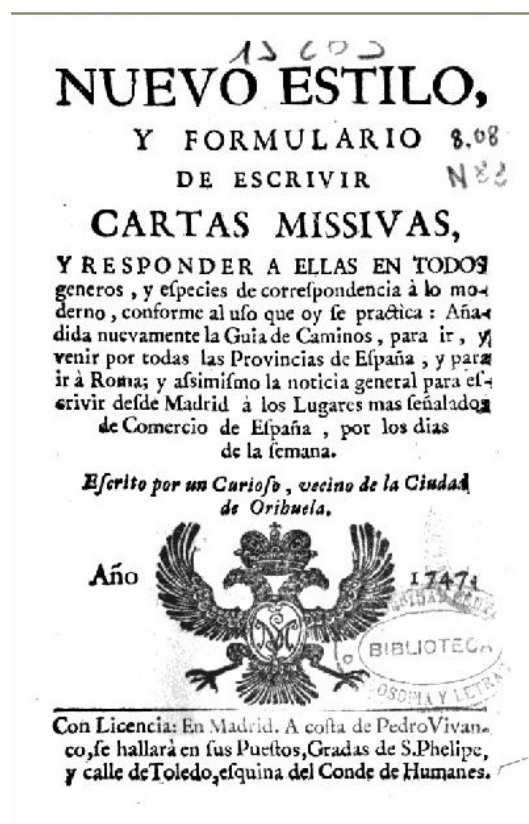 13 CO5
NUEVO ESTILO,
Y FORMULARIO 8.08
DE ESCRIVIR N
CARTAS MISSIVAS,
Y RESPONDER A ELLAS EN TODOS
generos, y eſpecies de correſpondencia à lo mo-
derno, conforme al uſo que oy ſe practica: Aña-
dida nuevamente la Guia de Caminos, para ir, y
venir por todas las Provincias de Eſpaña, y para
ir à Roma; y aſsimiſmo la noticia general para eſ-
crivir deſde Madrid à los Lugares mas ſeñalados
de Comercio de Eſpaña, por los dias
de la ſemana.
Eſcrito por un Curioſo, vecino de la Ciudad
de Orihuela.
Año 1747.
BIBLIOTECA
OSOFIA Y LETRA
Con Licencia: En Madrid. A coſta de Pedro Vivan-
co, ſe hallarà en ſus Pueſtos, Gradas de S. Phelipe,
y calle de Toledo, eſquina del Conde de Humanes.